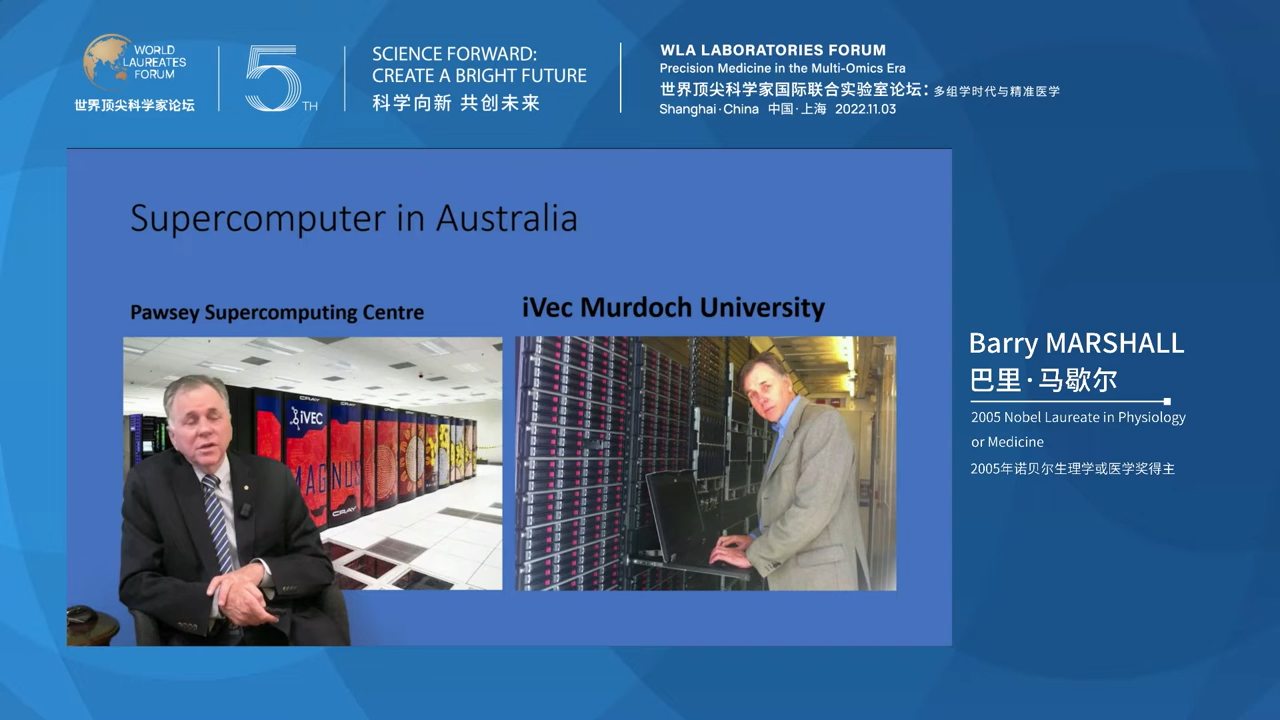 WORLD
LAUREATES
FORUM
世界顶尖科学家论坛
5TH
SCIENCE FORWARD:
CREATE A BRIGHT FUTURE
科学向新 共创未来
WLA LABORATORIES FORUM
Precision Medicine in the Multi-Omics Era
世界顶尖科学家国际联合实验室论坛：多组学时代与精准医学
Shanghai·China 中国·上海 2022.11.03
Supercomputer in Australia
Pawsey Supercomputing Centre
iVec Murdoch University
CRAY
CRAY
iVEC
MAGNUS
CRAY
Barry MARSHALL
巴里·马歇尔
2005 Nobel Laureate in Physiology
or Medicine
2005年诺贝尔生理学或医学奖得主